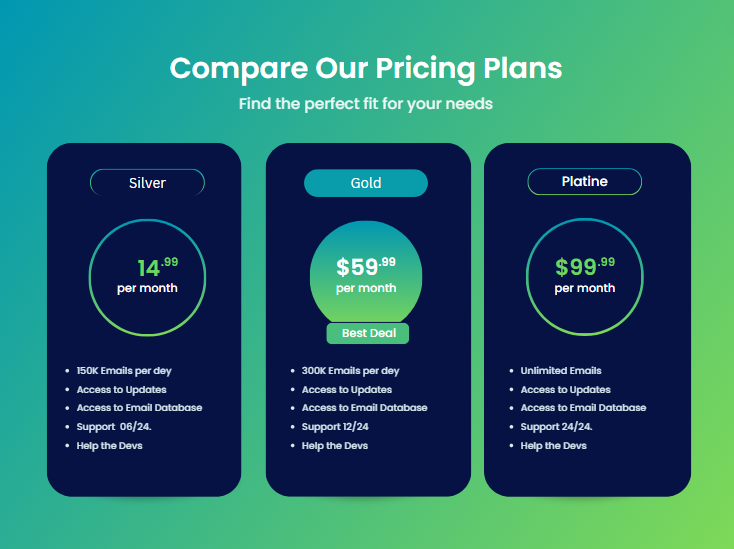 Compare Our Pricing Plans
Find the perfect fit for your needs
Silver
14.99
per month
• 150K Emails per dey
• Access to Updates
• Access to Email Database
• Support  06/24.
• Help the Devs
Gold
$59.99
per month
Best Deal
• 300K Emails per dey
• Access to Updates
• Access to Email Database
• Support 12/24
• Help the Devs
Platine
$99.99
per month
• Unlimited Emails
• Access to Updates
• Access to Email Database
• Support 24/24.
• Help the Devs